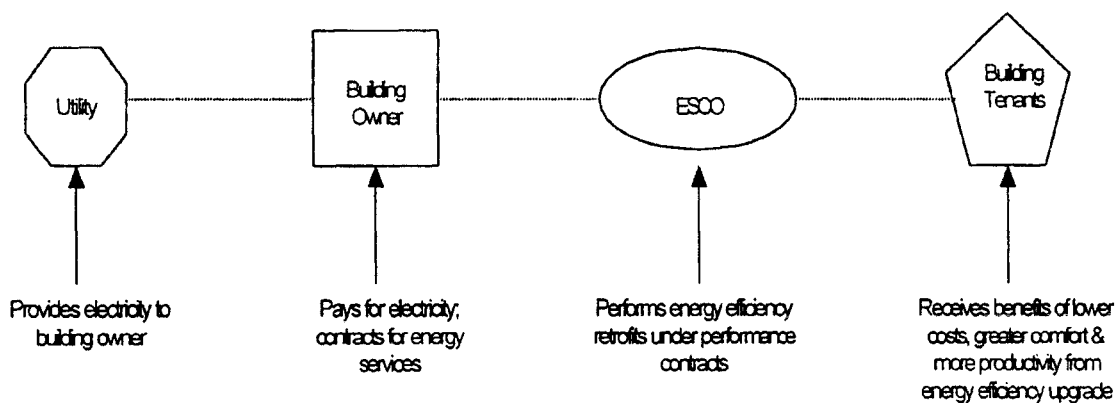 Utility
Building
Owner
ESCO
Building
Tenants
Provides electricity to
building owner
Pays for electricity;
contracts for energy
services
Performs energy efficiency
retrofits under performance
contracts
Receives benefits of lower
costs, greater comfort &
more productivity from
energy efficiency upgrade